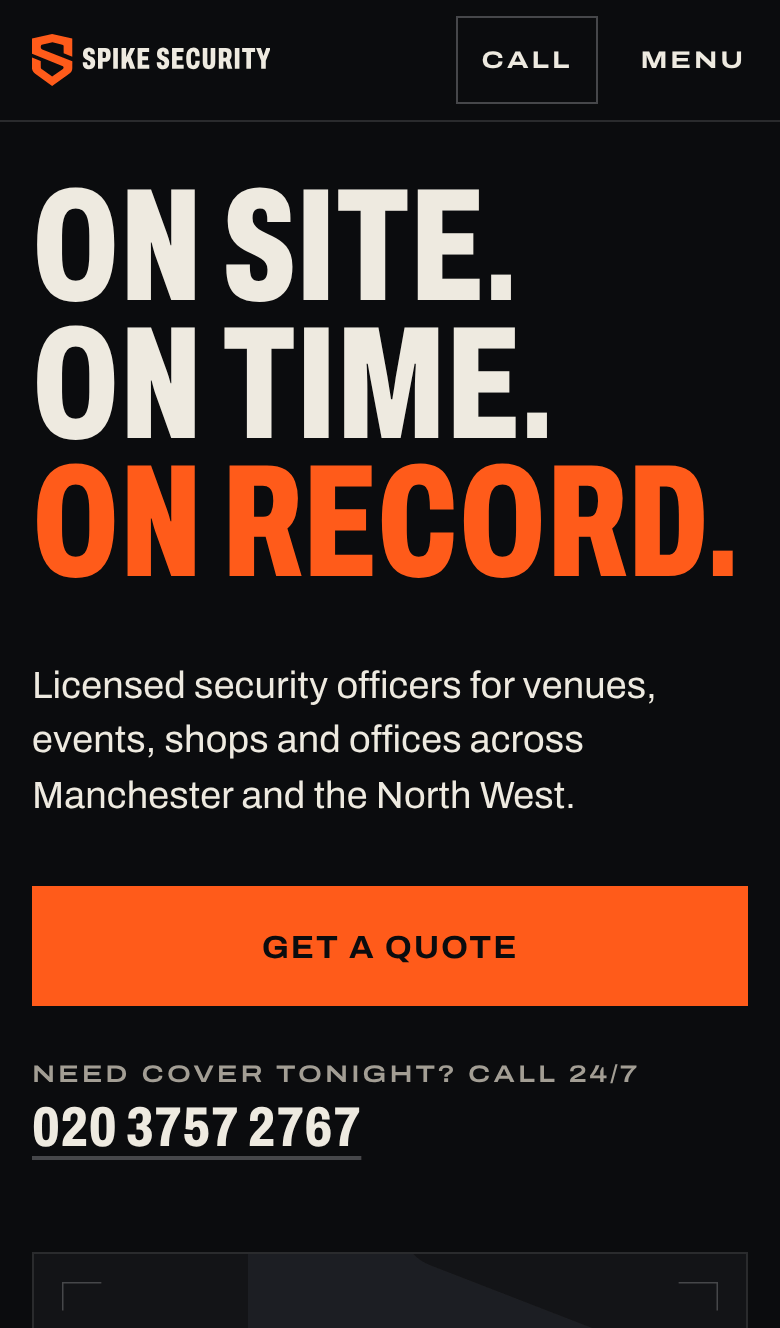 SPIKE SECURITY
CALL
MENU
ON SITE.
ON TIME.
ON RECORD.
Licensed security officers for venues,
events, shops and offices across
Manchester and the North West.
GET A QUOTE
NEED COVER TONIGHT? CALL 24/7
020 3757 2767